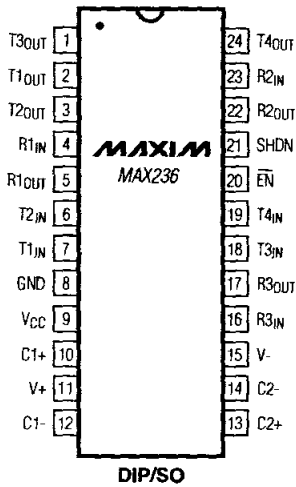 T3OUT 1 24 T4OUT
T1OUT 2 23 R2IN
T2OUT 3 22 R2OUT
R1IN 4 MAXIM 21 SHDN
R1OUT 5 MAX236 20 E̅N̅
T2IN 6 19 T4IN
T1IN 7 18 T3IN
GND 8 17 R3OUT
VCC 9 16 R3IN
C1+ 10 15 V-
V+ 11 14 C2-
C1- 12 13 C2+
DIP/SO